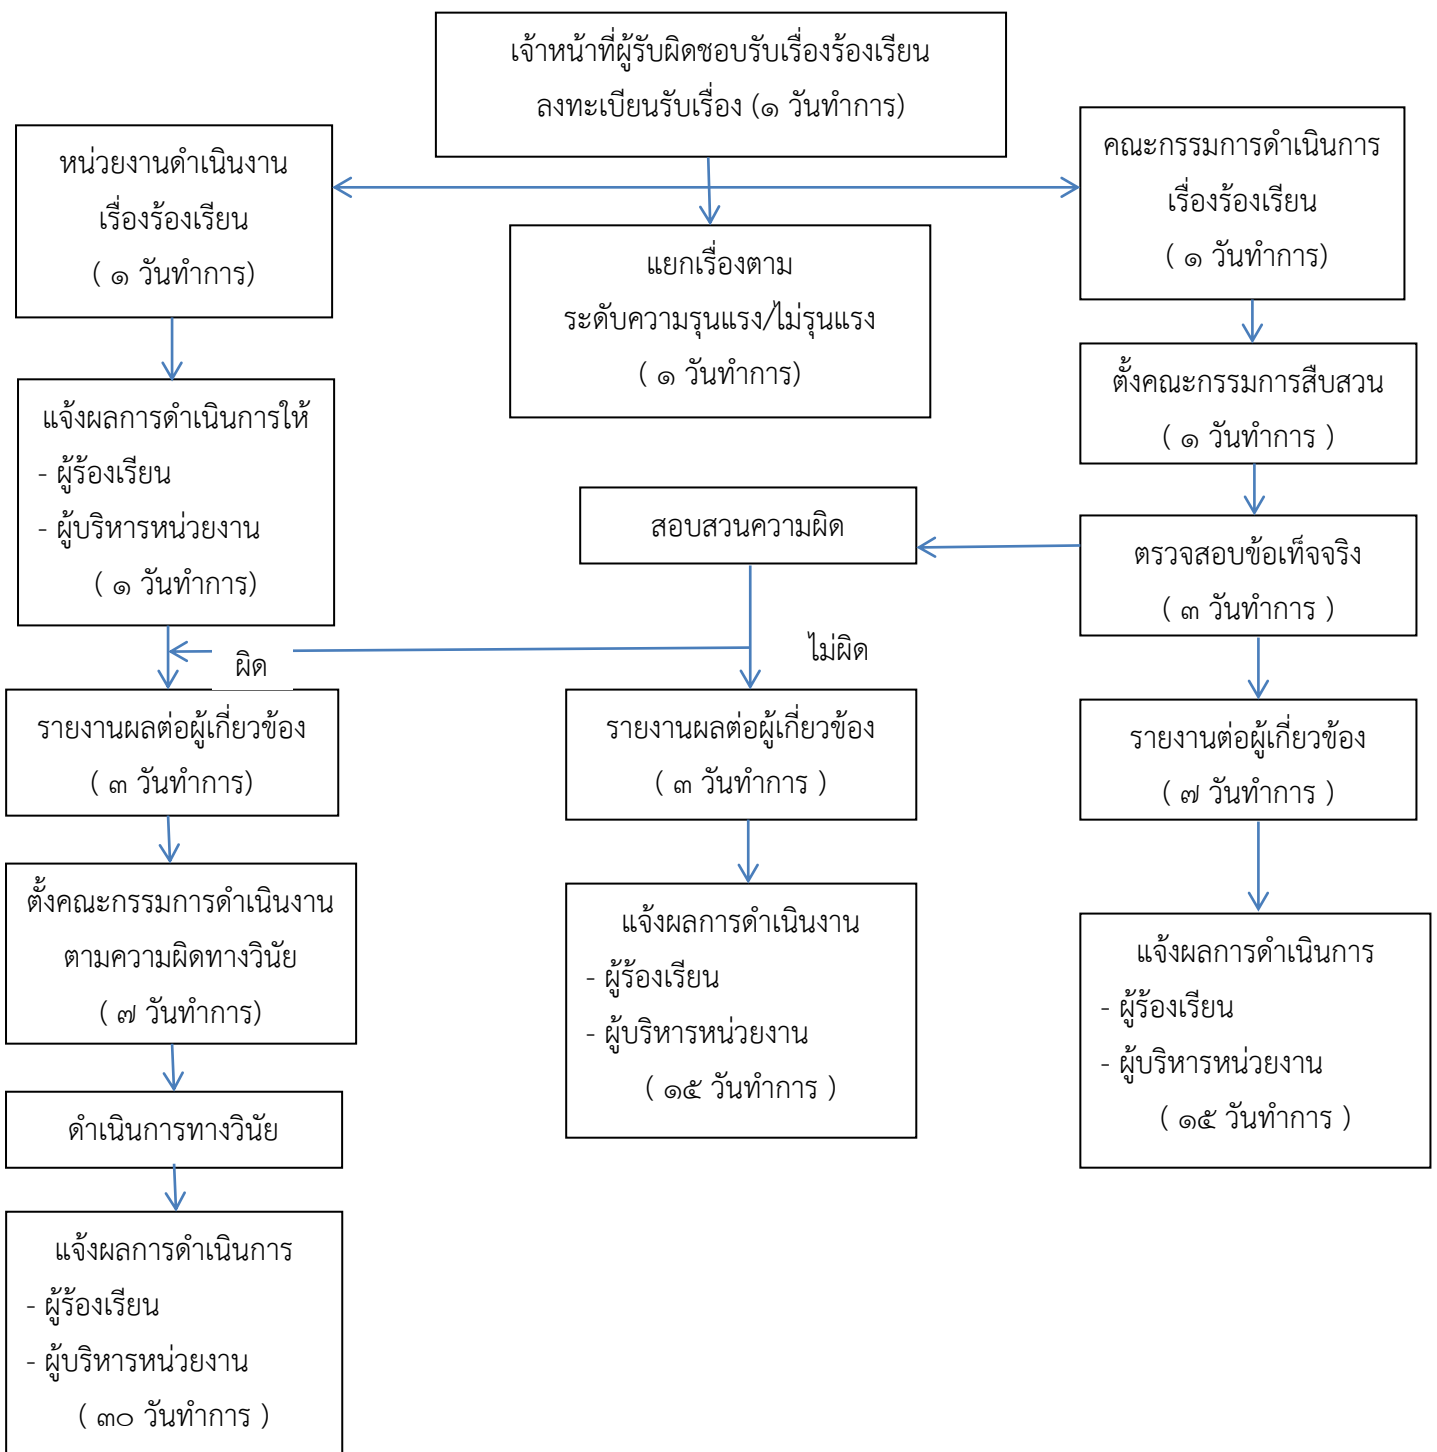 เจ้าหน้าที่ผู้รับผิดชอบรับเรื่องร้องเรียน
ลงทะเบียนรับเรื่อง (๑ วันทำการ)
หน่วยงานดำเนินงาน
เรื่องร้องเรียน
( ๑ วันทำการ)
คณะกรรมการดำเนินการ
เรื่องร้องเรียน
( ๑ วันทำการ)
แยกเรื่องตาม
ระดับความรุนแรง/ไม่รุนแรง
( ๑ วันทำการ)
แจ้งผลการดำเนินการให้
- ผู้ร้องเรียน
- ผู้บริหารหน่วยงาน
( ๑ วันทำการ)
ตั้งคณะกรรมการสืบสวน
( ๑ วันทำการ )
สอบสวนความผิด
ตรวจสอบข้อเท็จจริง
( ๓ วันทำการ )
ผิด
ไม่ผิด
รายงานผลต่อผู้เกี่ยวข้อง
( ๓ วันทำการ)
รายงานผลต่อผู้เกี่ยวข้อง
( ๓ วันทำการ )
รายงานต่อผู้เกี่ยวข้อง
( ๗ วันทำการ )
ตั้งคณะกรรมการดำเนินงาน
ตามความผิดทางวินัย
( ๗ วันทำการ)
แจ้งผลการดำเนินงาน
- ผู้ร้องเรียน
- ผู้บริหารหน่วยงาน
( ๑๕ วันทำการ )
แจ้งผลการดำเนินการ
- ผู้ร้องเรียน
- ผู้บริหารหน่วยงาน
( ๑๕ วันทำการ )
ดำเนินการทางวินัย
แจ้งผลการดำเนินการ
- ผู้ร้องเรียน
- ผู้บริหารหน่วยงาน
( ๓๐ วันทำการ )